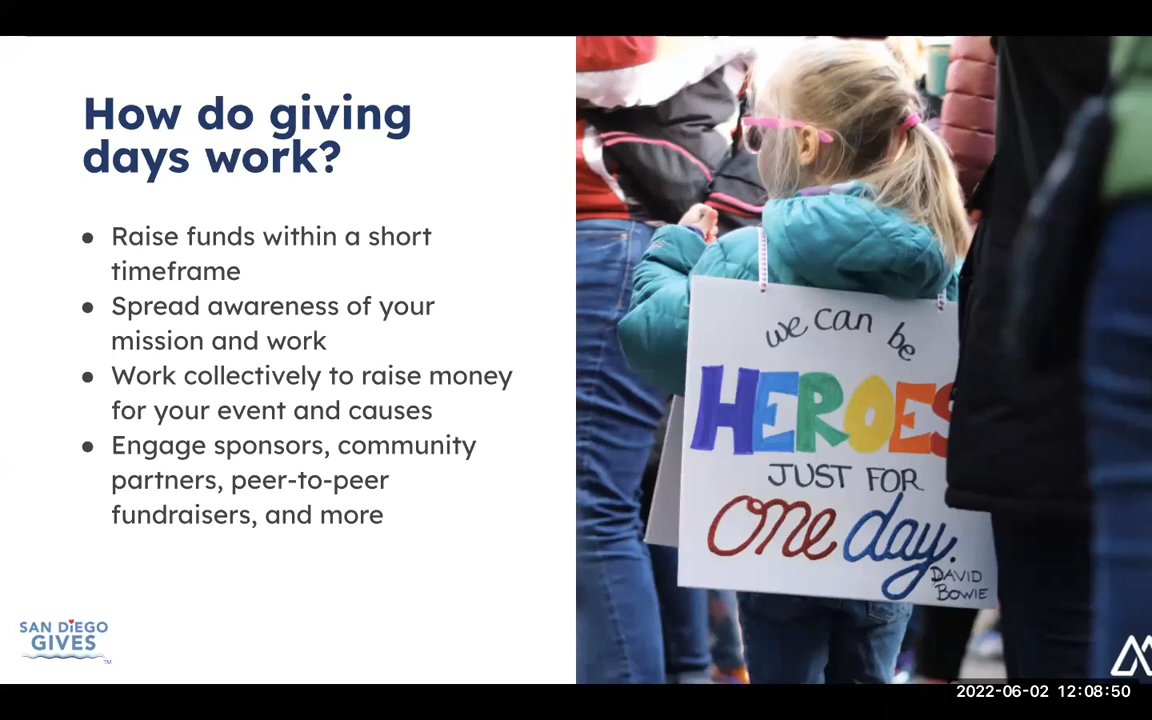 How do giving
days work?
● Raise funds within a short
timeframe
● Spread awareness of your
mission and work
● Work collectively to raise money
for your event and causes
● Engage sponsors, community
partners, peer-to-peer
fundraisers, and more
SAN DIEGO
GIVES
TM
we can be
HEROES
JUST FOR
one day.
DAVID
BOWIE
2022-06-02 12:08:50